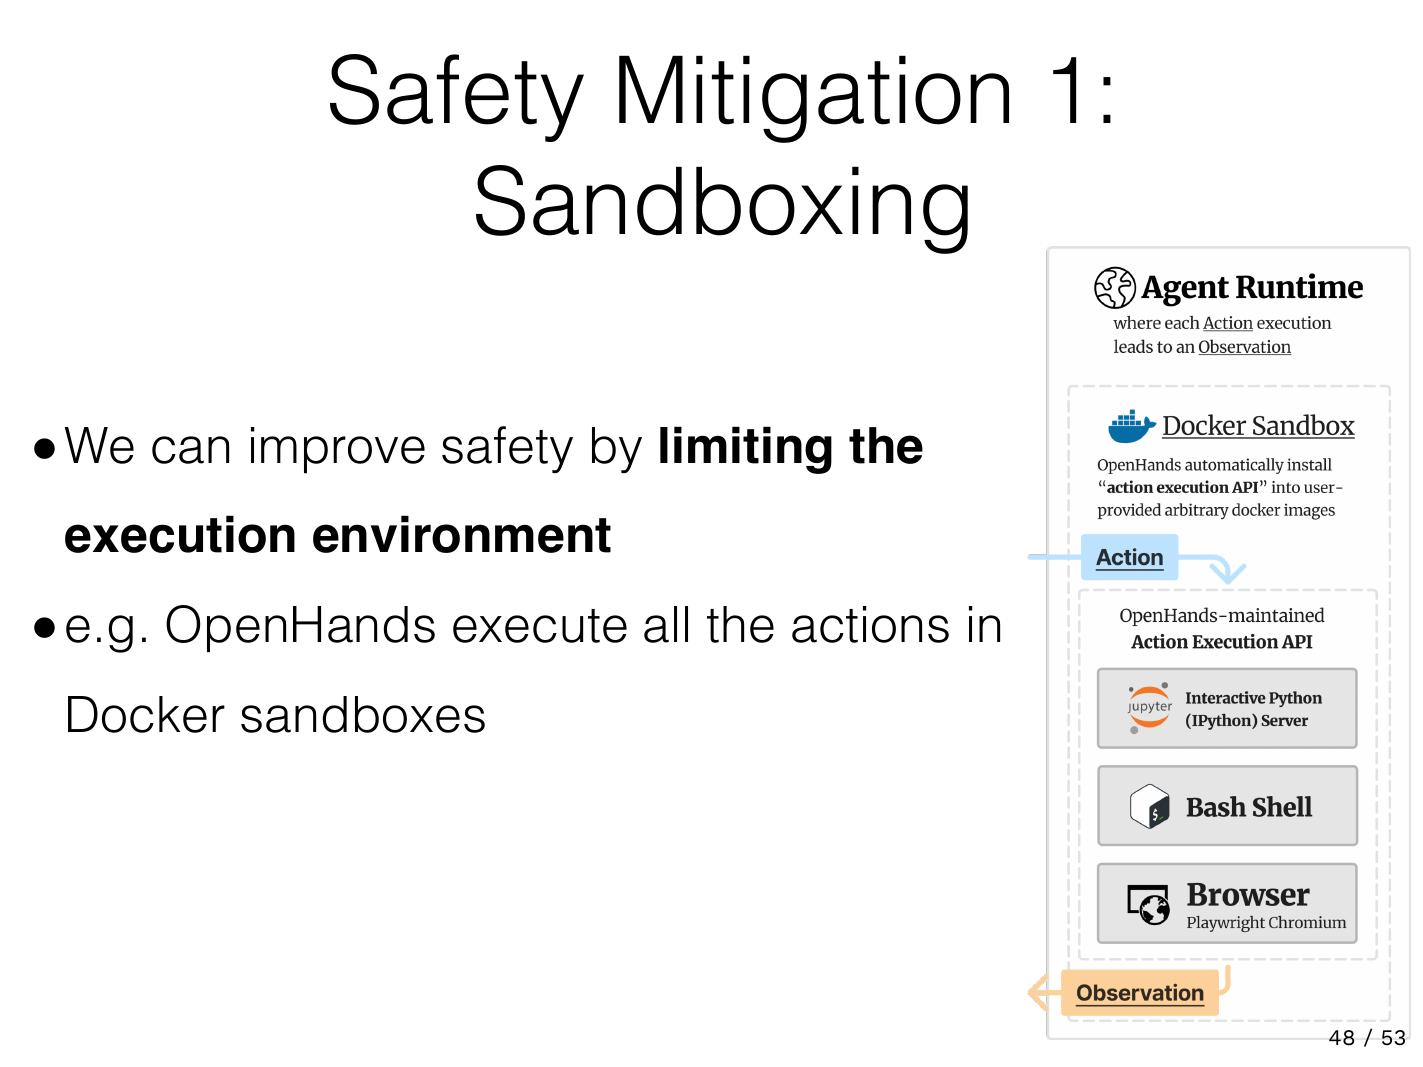 Safety Mitigation 1:
Sandboxing
●We can improve safety by limiting the
execution environment
●e.g. OpenHands execute all the actions in
Docker sandboxes
Agent Runtime
where each Action execution
leads to an Observation
Docker Sandbox
OpenHands automatically install
“action execution API” into user-
provided arbitrary docker images
Action
OpenHands-maintained
Action Execution API
jupyter
Interactive Python
(IPython) Server
$_
Bash Shell
Browser
Playwright Chromium
Observation
48 / 53